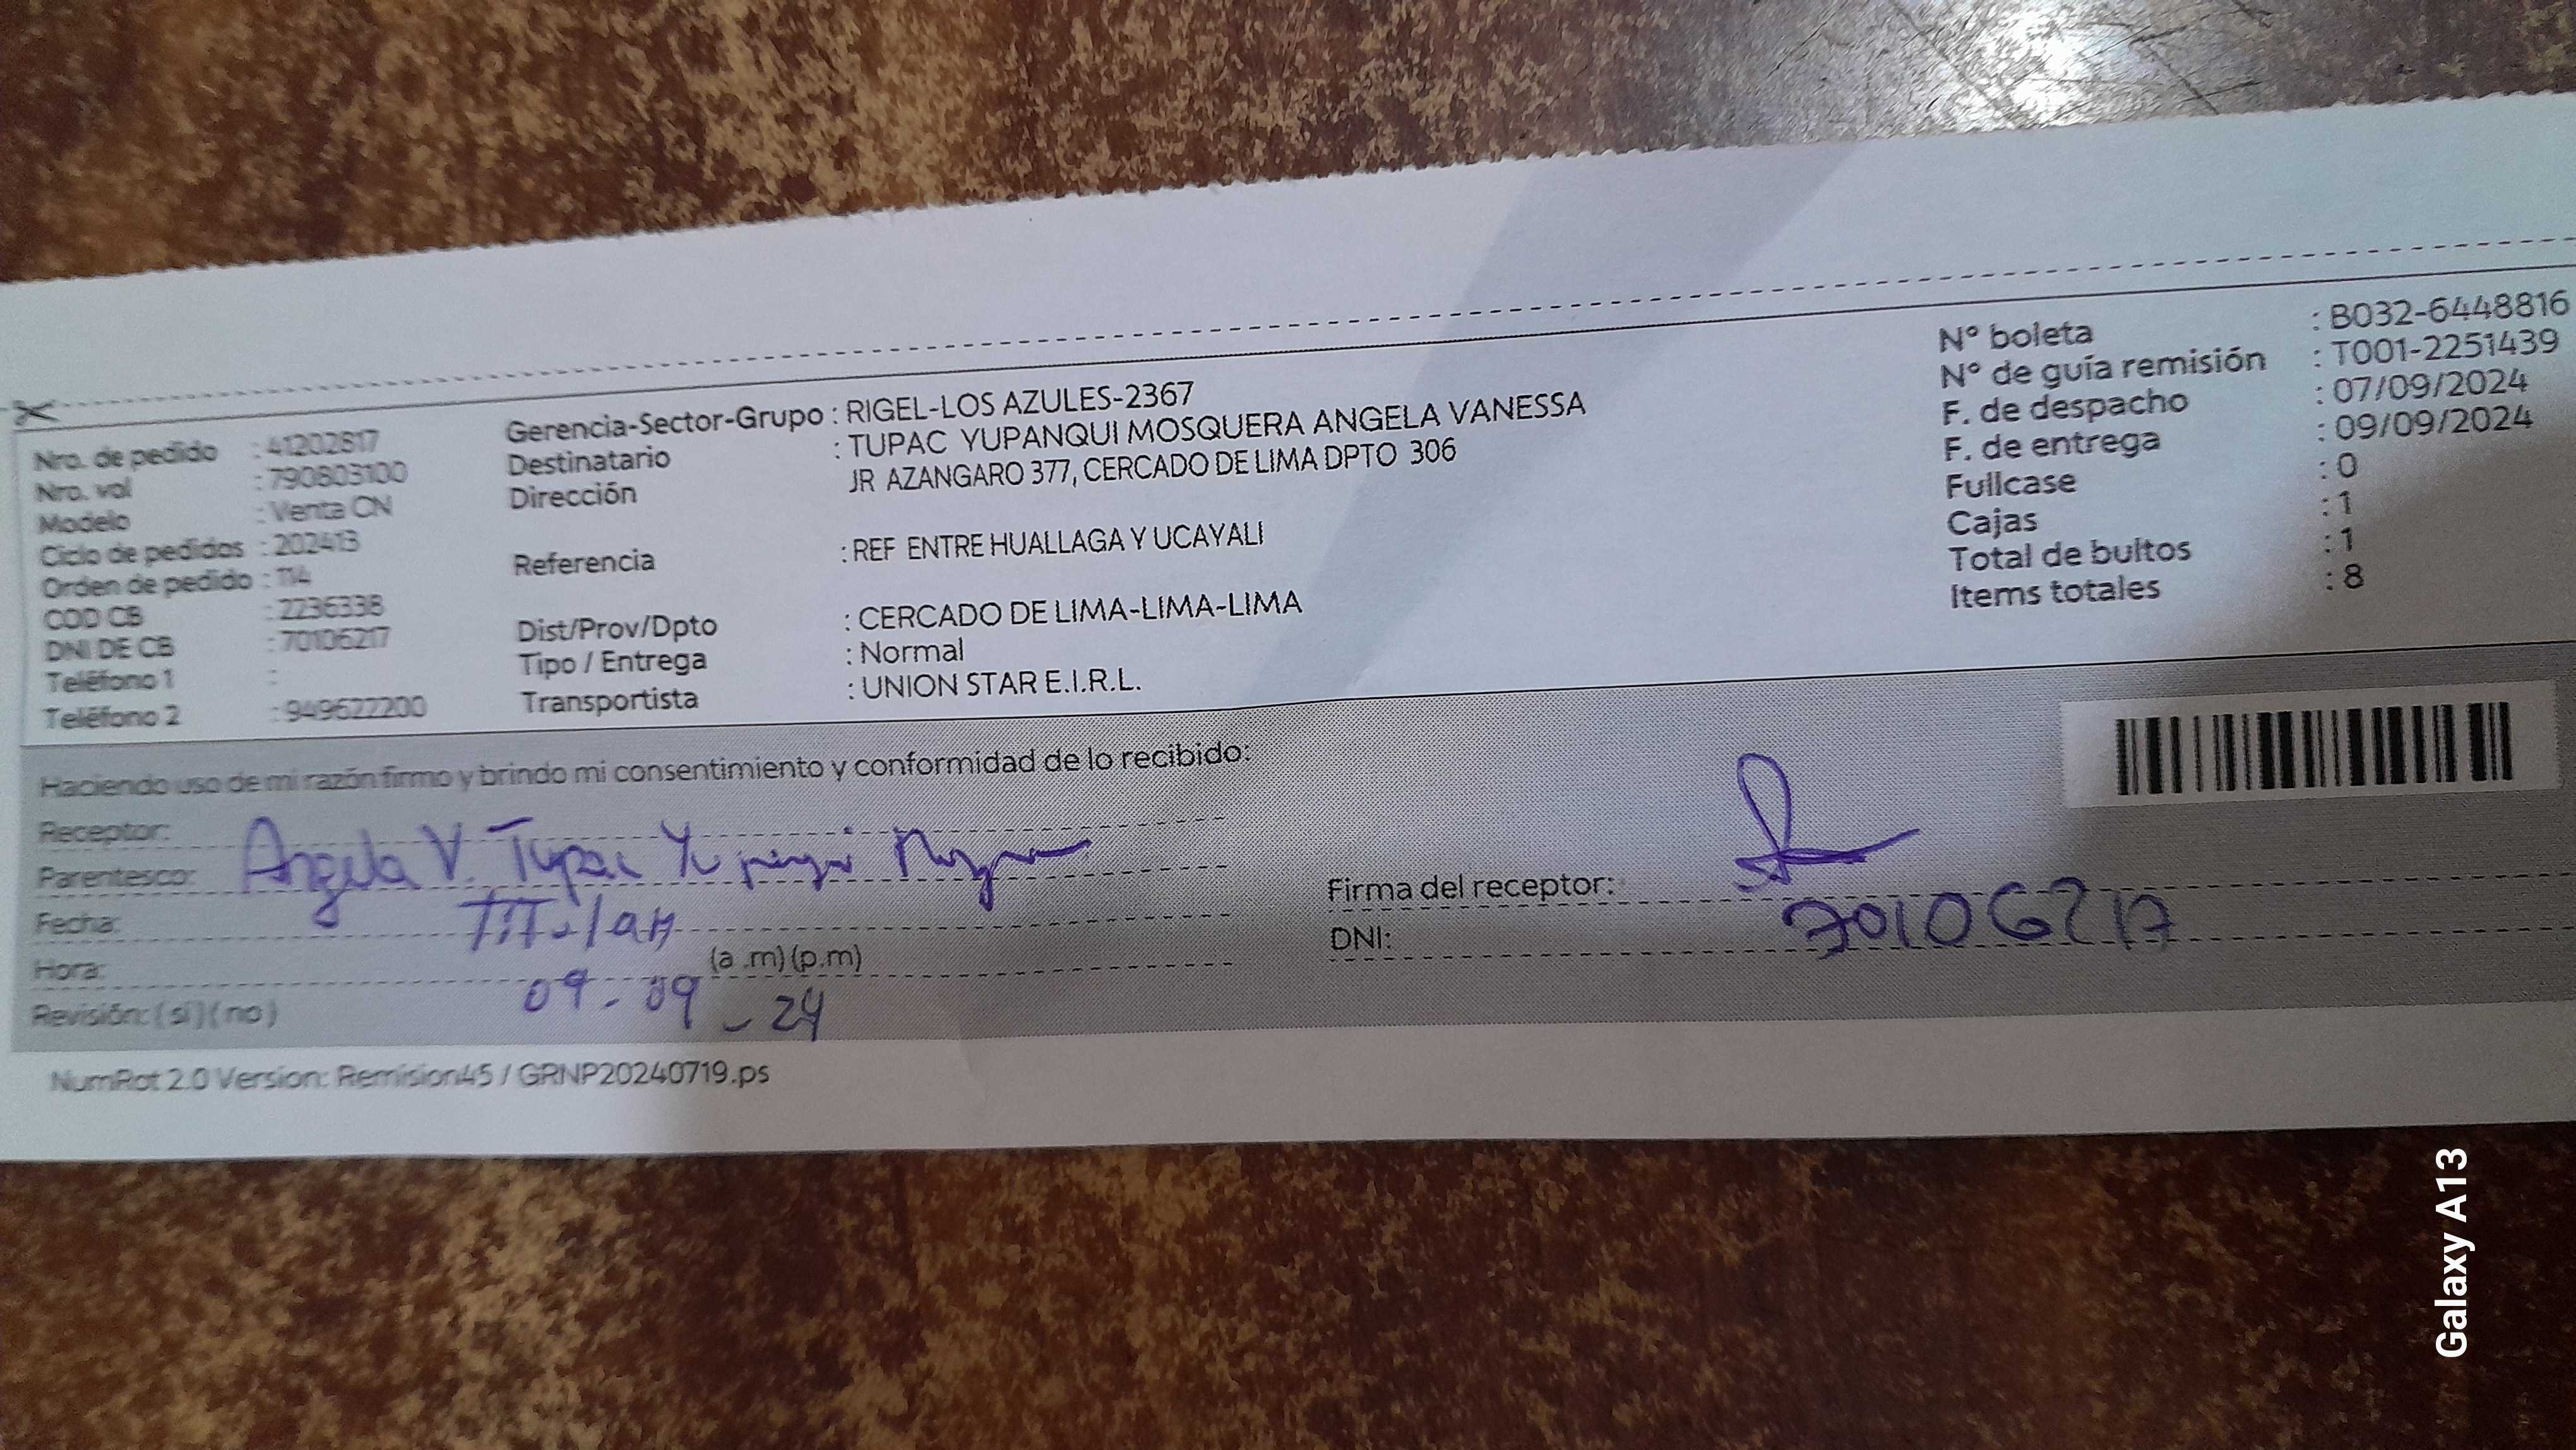 Nro. de pedido : 41202817
Nro. val : 790803100
Modelo : Venta CN
Ciclo de pedidos : 202413
Orden de pedido : 114
COD CB : 2236338
DNI DE CB : 70106217
Teléfono 1 :
Teléfono 2 : 949622200
Gerencia-Sector-Grupo : RIGEL-LOS AZULES-2367
Destinatario : TUPAC YUPANQUI MOSQUERA ANGELA VANESSA
Dirección JR AZANGARO 377, CERCADO DE LIMA DPTO 306
Referencia : REF ENTRE HUALLAGA Y UCAYALI
Dist/Prov/Dpto : CERCADO DE LIMA-LIMA-LIMA
Tipo / Entrega : Normal
Transportista : UNION STAR E.I.R.L.
N° boleta : B032-6448816
N° de guía remisión : T001-2251439
F. de despacho : 07/09/2024
F. de entrega : 09/09/2024
Fullcase : 0
Cajas : 1
Total de bultos : 1
Items totales : 8
Haciendo uso de mi razón firmo y brindo mi consentimiento y conformidad de lo recibido:
Receptor:
Parentesco: Angela V. Tupac Yupanqui
Fecha: Titular
Hora: (a .m) (p.m)
09-09-24
Revisión: ( sí ) ( no )
Firma del receptor:
DNI: 70106217
NumRot 2.0 Version: Remision45 / GRNP20240719.ps
Galaxy A13